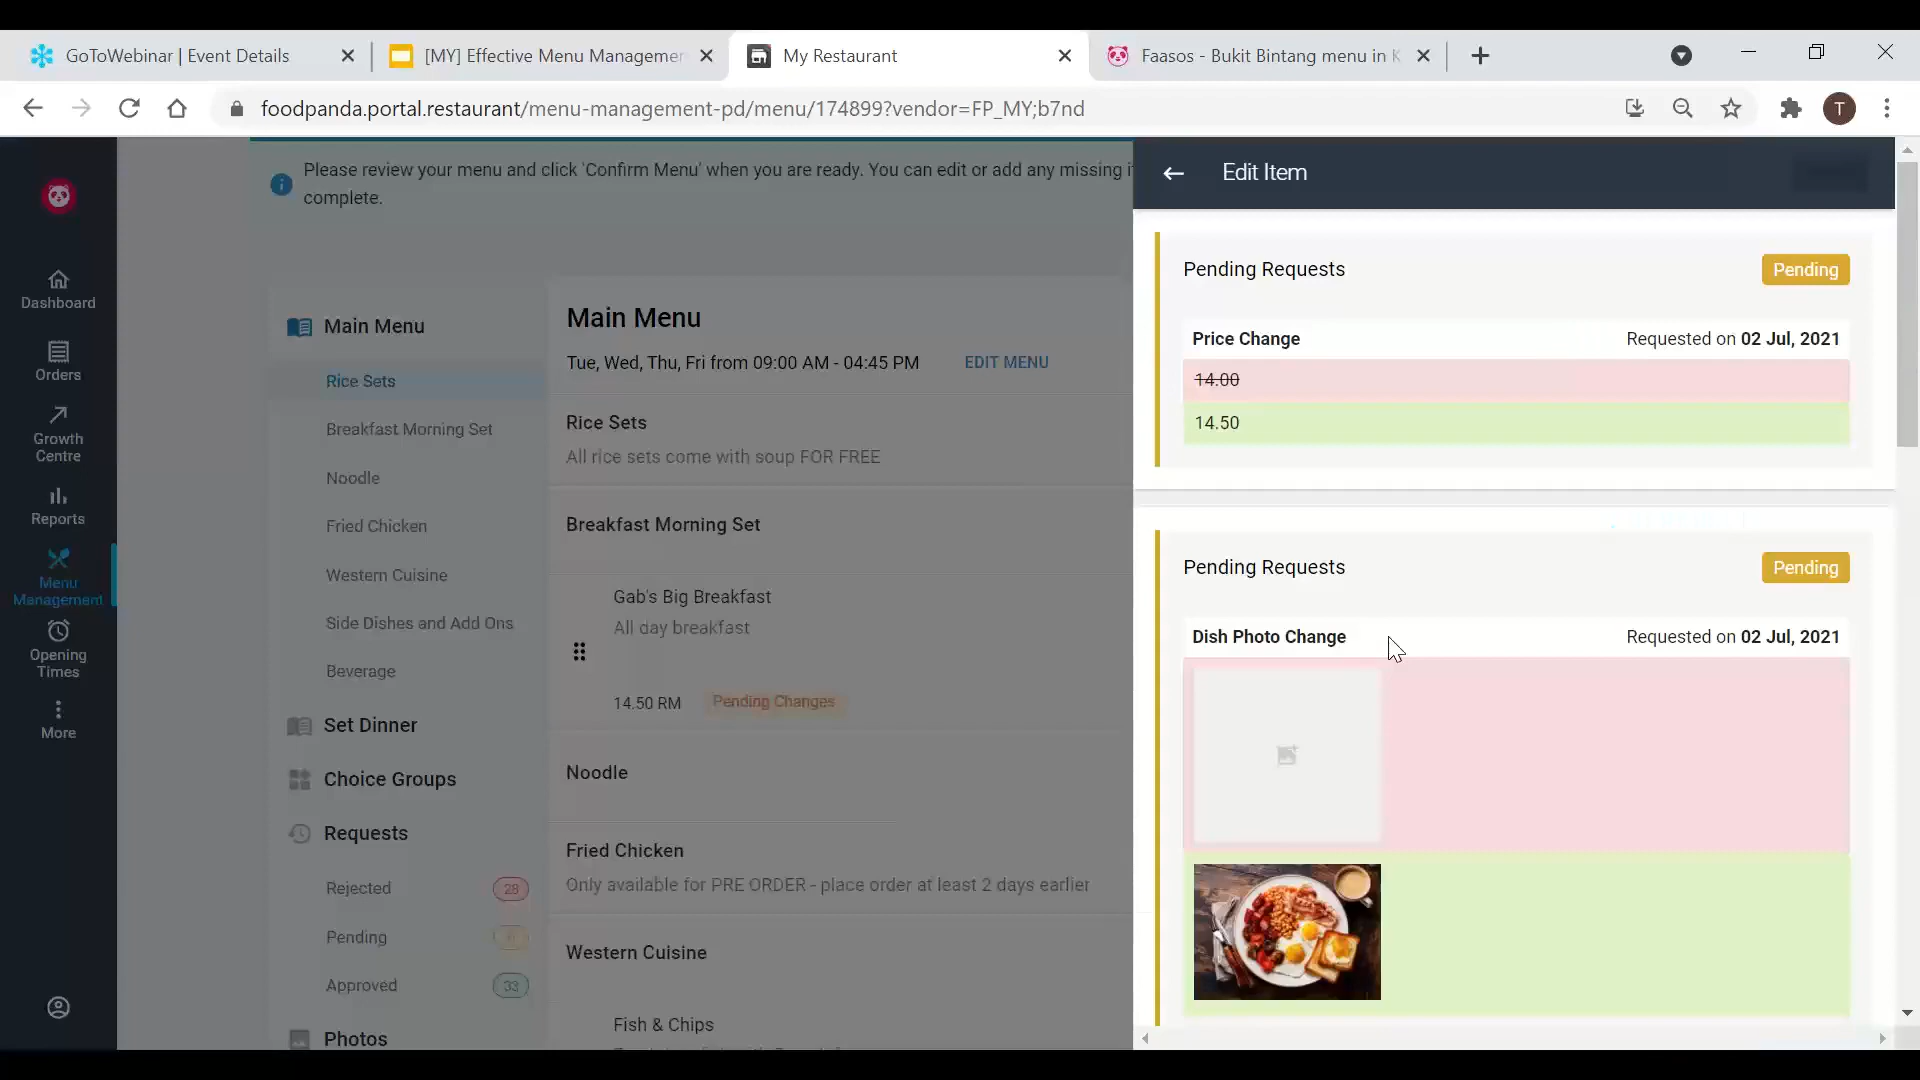 GoToWebinar | Event Details
[MY] Effective Menu Managemen
My Restaurant
Faasos - Bukit Bintang menu in K
foodpanda.portal.restaurant/menu-management-pd/menu/174899?vendor=FP_MY;b7nd
T
Please review your menu and click 'Confirm Menu' when you are ready. You can edit or add any missing i
complete.
Dashboard
Orders
Growth
Centre
Reports
Menu
Management
Opening
Times
More
Main Menu
Rice Sets
Breakfast Morning Set
Noodle
Fried Chicken
Western Cuisine
Side Dishes and Add Ons
Beverage
Set Dinner
Choice Groups
Requests
Rejected 28
Pending
Approved 33
Photos
Main Menu
Tue, Wed, Thu, Fri from 09:00 AM - 04:45 PM EDIT MENU
Rice Sets
All rice sets come with soup FOR FREE
Breakfast Morning Set
Gab's Big Breakfast
All day breakfast
14.50 RM Pending Changes
Noodle
Fried Chicken
Only available for PRE ORDER - place order at least 2 days earlier
Western Cuisine
Fish & Chips
Edit Item
Pending Requests Pending
Price Change Requested on 02 Jul, 2021
14.00
14.50
Pending Requests Pending
Dish Photo Change Requested on 02 Jul, 2021